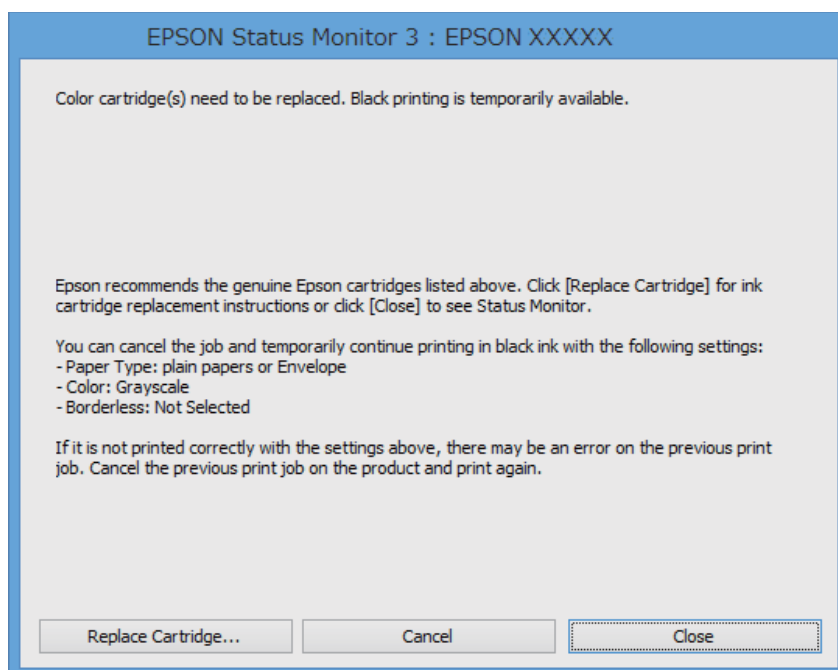 EPSON Status Monitor 3 : EPSON XXXXX
Color cartridge(s) need to be replaced. Black printing is temporarily available.
Epson recommends the genuine Epson cartridges listed above. Click [Replace Cartridge] for ink
cartridge replacement instructions or click [Close] to see Status Monitor.
You can cancel the job and temporarily continue printing in black ink with the following settings:
- Paper Type: plain papers or Envelope
- Color: Grayscale
- Borderless: Not Selected
If it is not printed correctly with the settings above, there may be an error on the previous print
job. Cancel the previous print job on the product and print again.
Replace Cartridge... Cancel Close